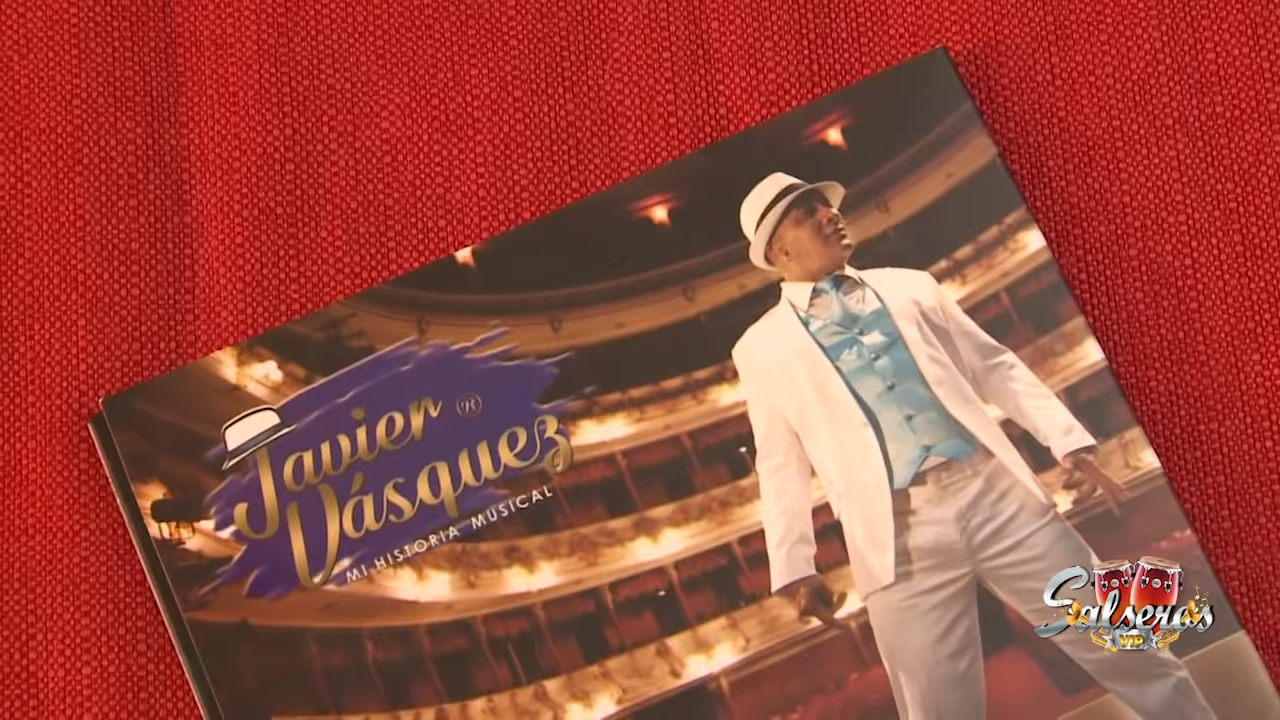 Javier ®
Vásquez
MI HISTORIA MUSICAL
Salseros
VIP